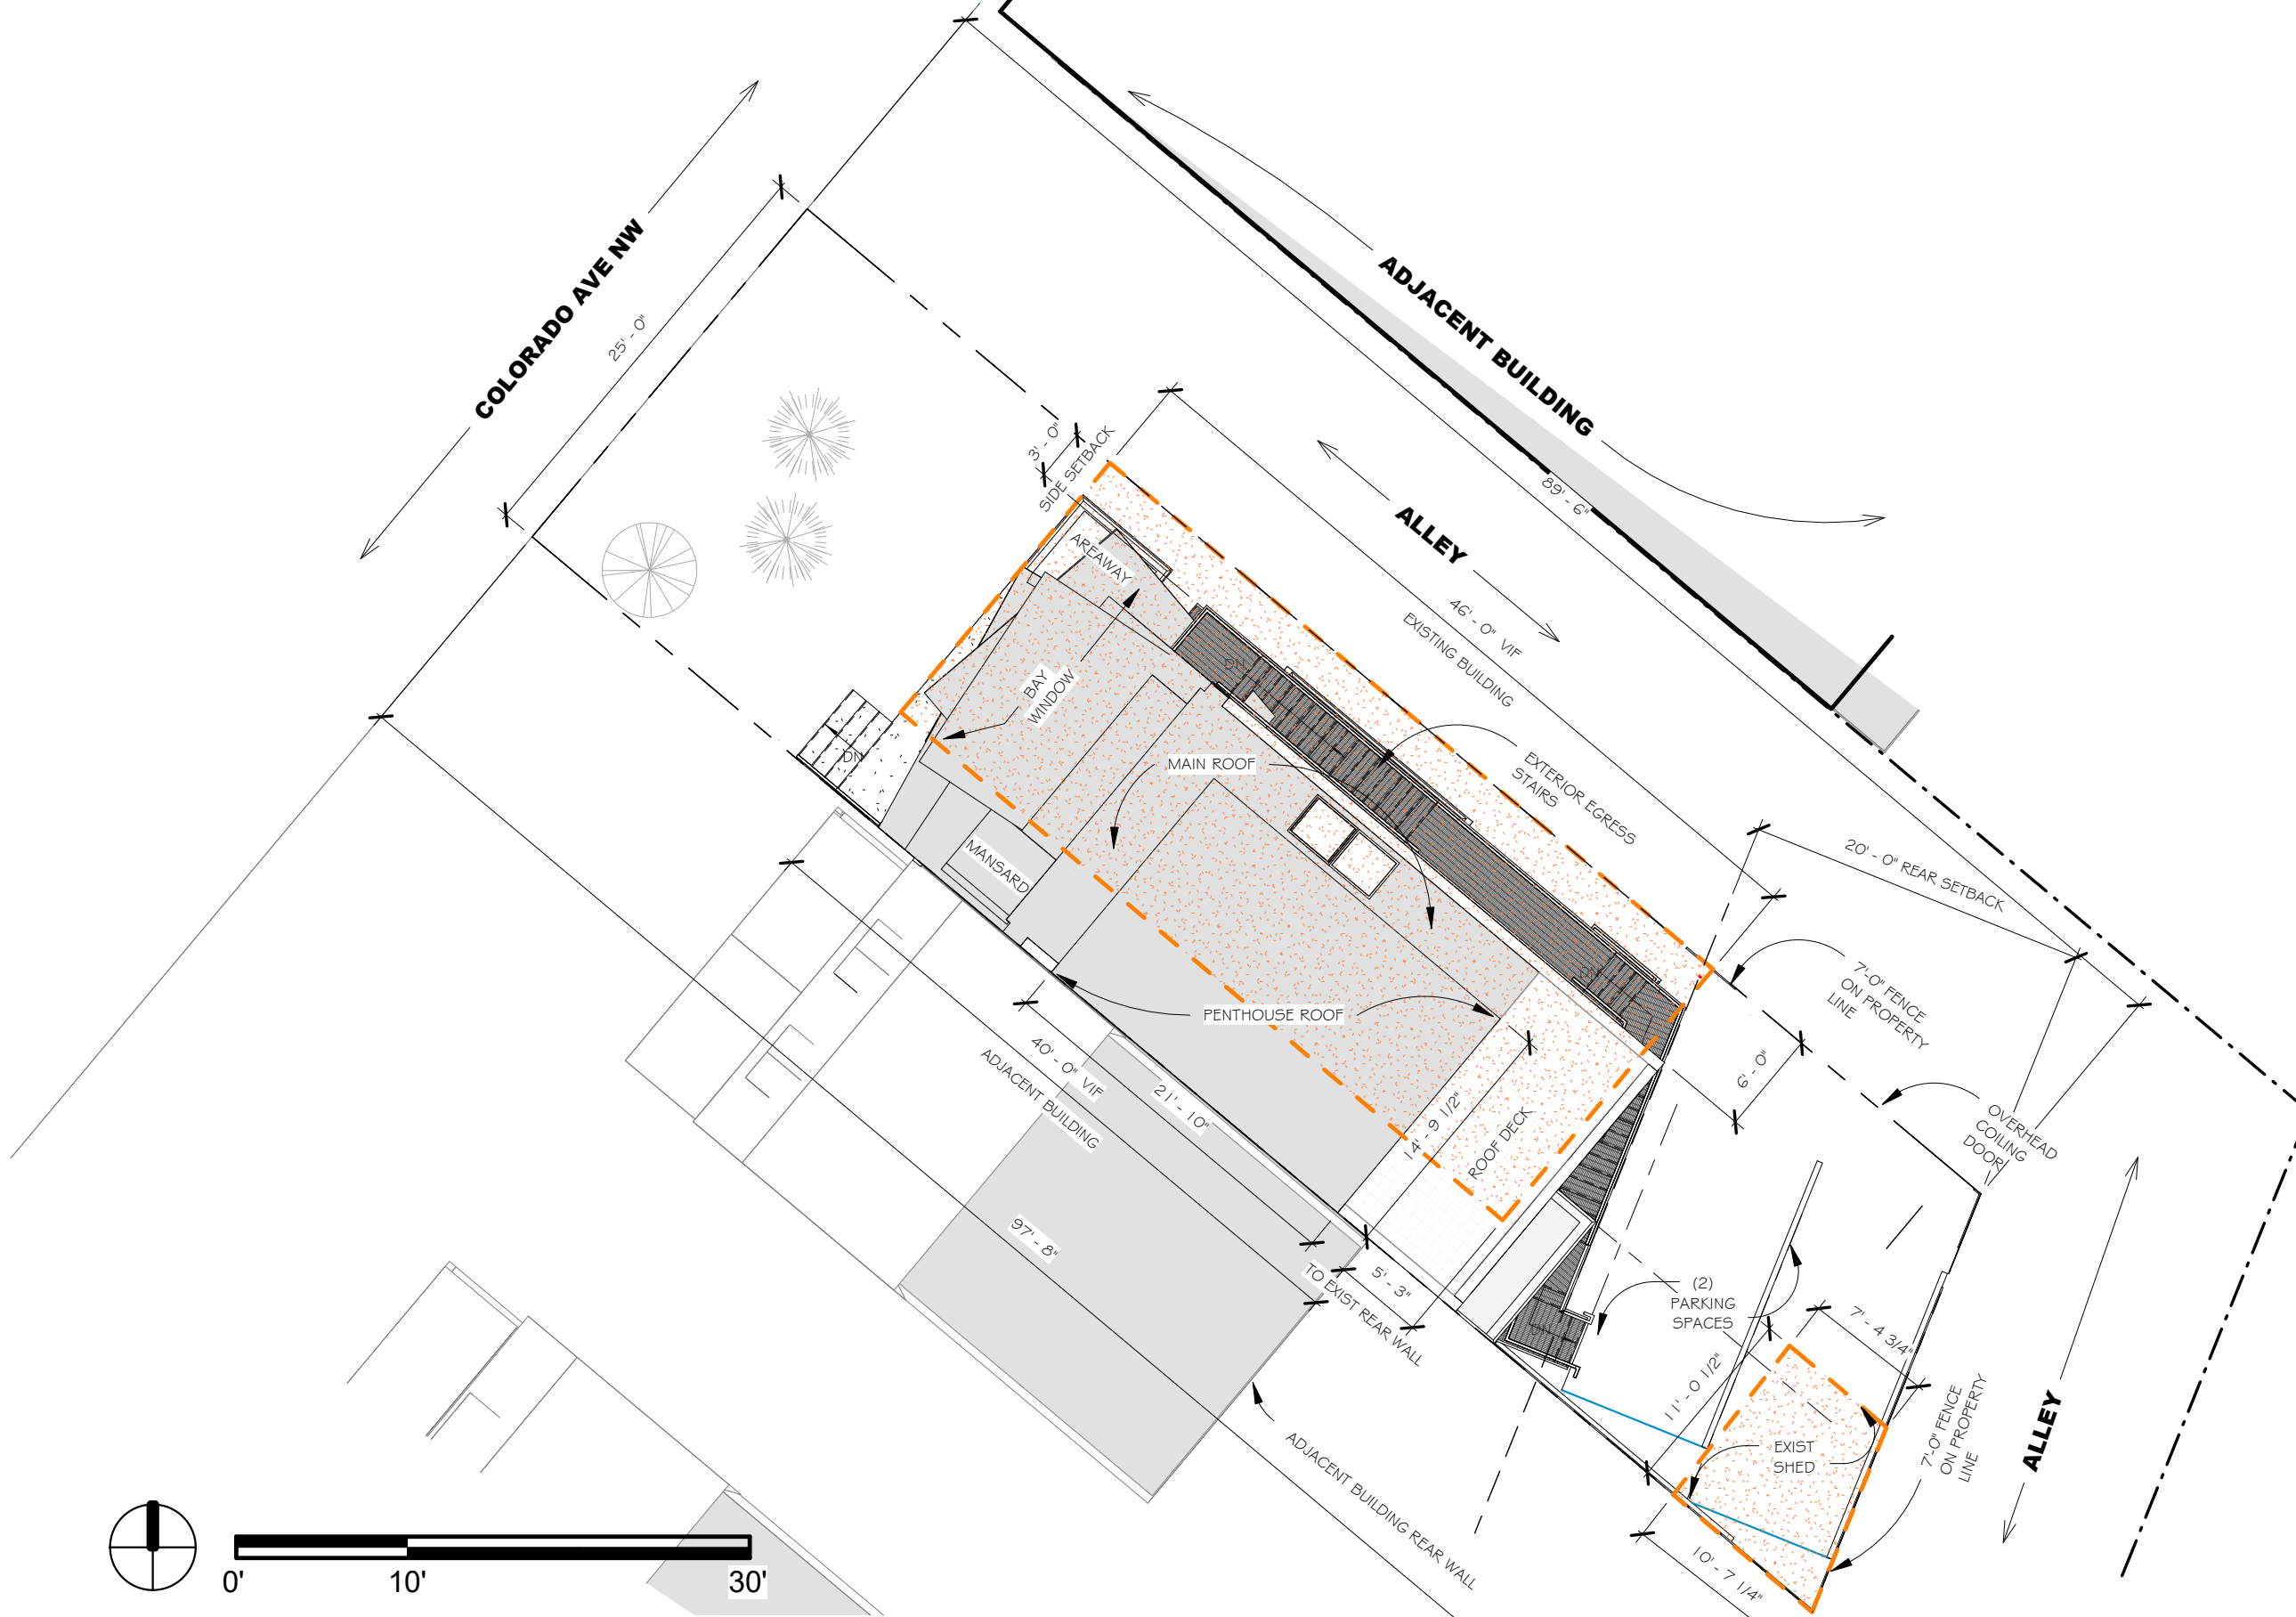 COLORADO AVE NW
25' - 0"
ADJACENT BUILDING
89' - 6"
3' - 0"
SIDE SETBACK
ALLEY
46' - 0" VIF
EXISTING BUILDING
AREAWAY
BAY
WINDOW
DN
DN
MAIN ROOF
EXTERIOR EGRESS
STAIRS
MANSARD
20' - 0" REAR SETBACK
7'-0" FENCE
ON PROPERTY
LINE
DN
PENTHOUSE ROOF
40' - 0" VIF
ADJACENT BUILDING
21' - 10"
14' - 9 1/2"
ROOF DECK
OVERHEAD
COILING
DOOR
97' - 8"
TO EXIST REAR WALL
5' - 3"
(2)
PARKING
SPACES
7' - 4 3/4"
11' - 0 1/2"
EXIST
SHED
7'-0" FENCE
ON PROPERTY
LINE
ALLEY
ADJACENT BUILDING REAR WALL
10' - 7 1/4"
0'
10'
30'